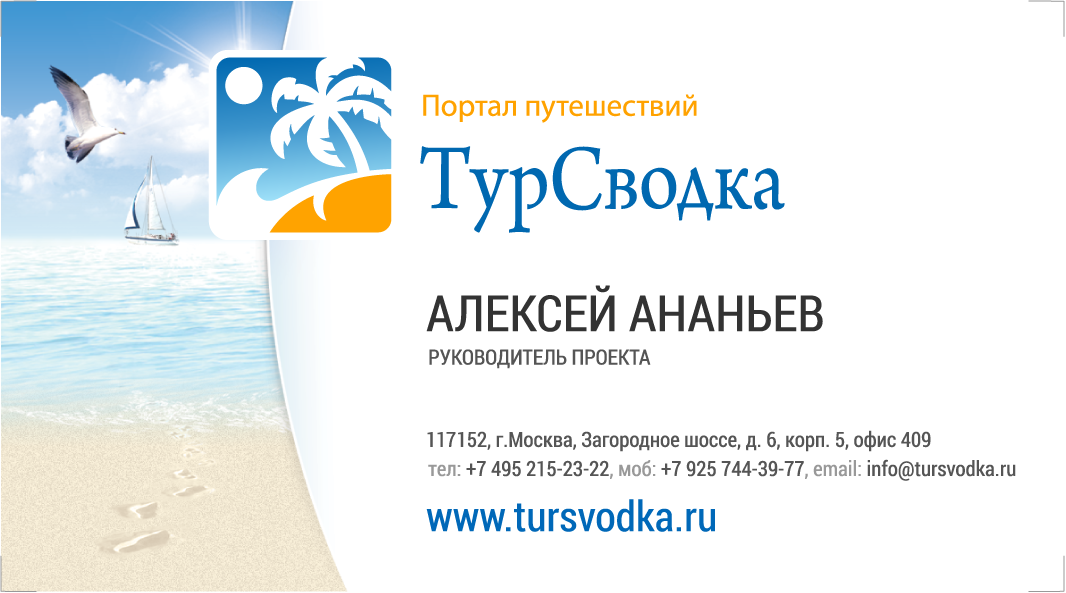 Портал путешествий
ТурСводка
АЛЕКСЕЙ АНАНЬЕВ
РУКОВОДИТЕЛЬ ПРОЕКТА
117152, г.Москва, Загородное шоссе, д. 6, корп. 5, офис 409
тел: +7 495 215-23-22, моб: +7 925 744-39-77, email: info@tursvodka.ru
www.tursvodka.ru